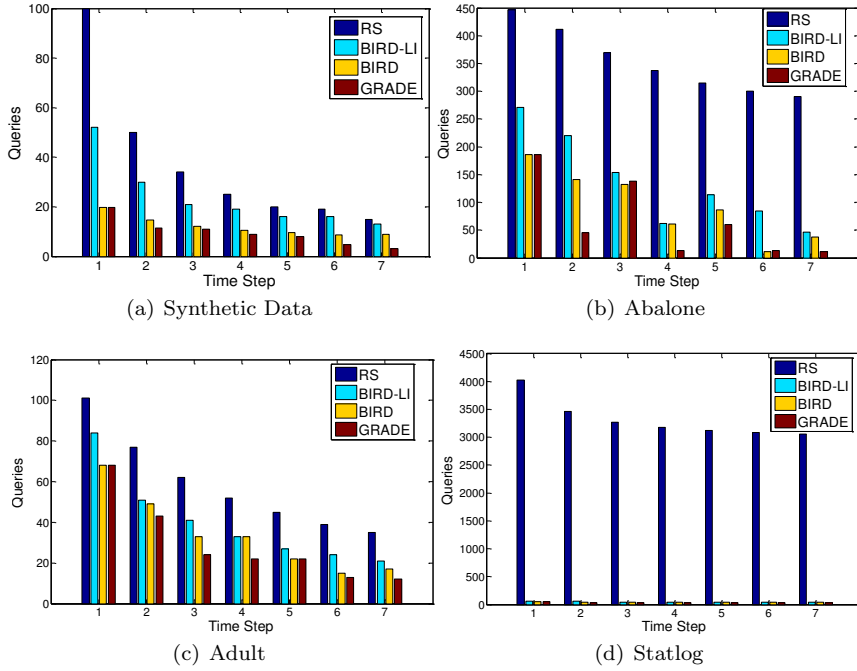 100
80
60
40
20
0
Queries
RS
BIRD-LI
BIRD
GRADE
1 2 3 4 5 6 7
Time Step
(a) Synthetic Data
450
400
350
300
250
200
150
100
50
0
Queries
RS
BIRD-LI
BIRD
GRADE
1 2 3 4 5 6 7
Time Step
(b) Abalone
120
100
80
60
40
20
0
Queries
RS
BIRD-LI
BIRD
GRADE
1 2 3 4 5 6 7
Time Step
(c) Adult
4500
4000
3500
3000
2500
2000
1500
1000
500
0
Queries
RS
BIRD-LI
BIRD
GRADE
1 2 3 4 5 6 7
Time Step
(d) Statlog